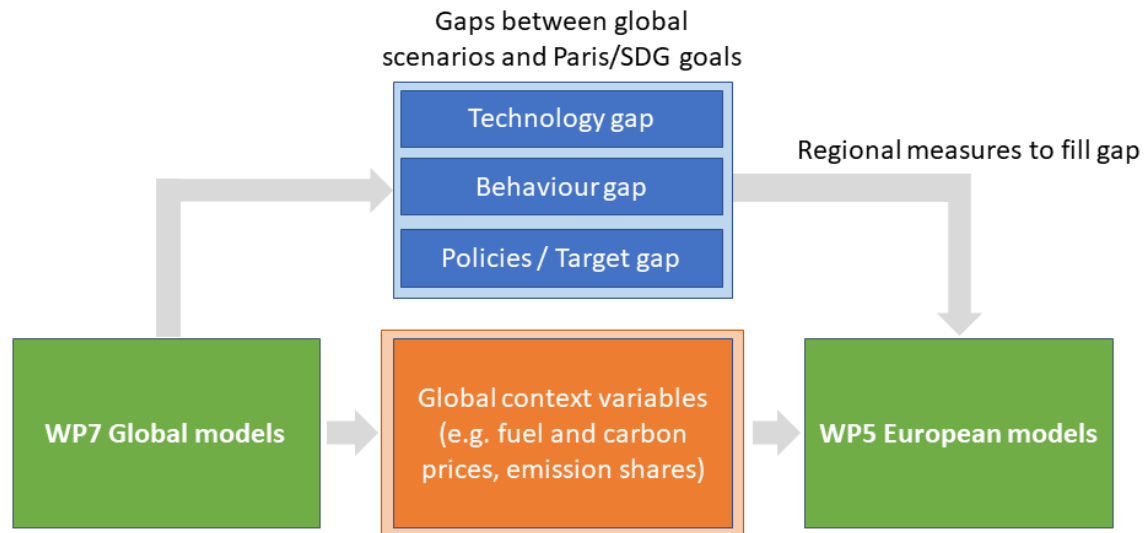 Gaps between global
scenarios and Paris/SDG goals
Technology gap
Behaviour gap
Policies / Target gap
Regional measures to fill gap
WP7 Global models
Global context variables
(e.g. fuel and carbon
prices, emission shares)
WP5 European models